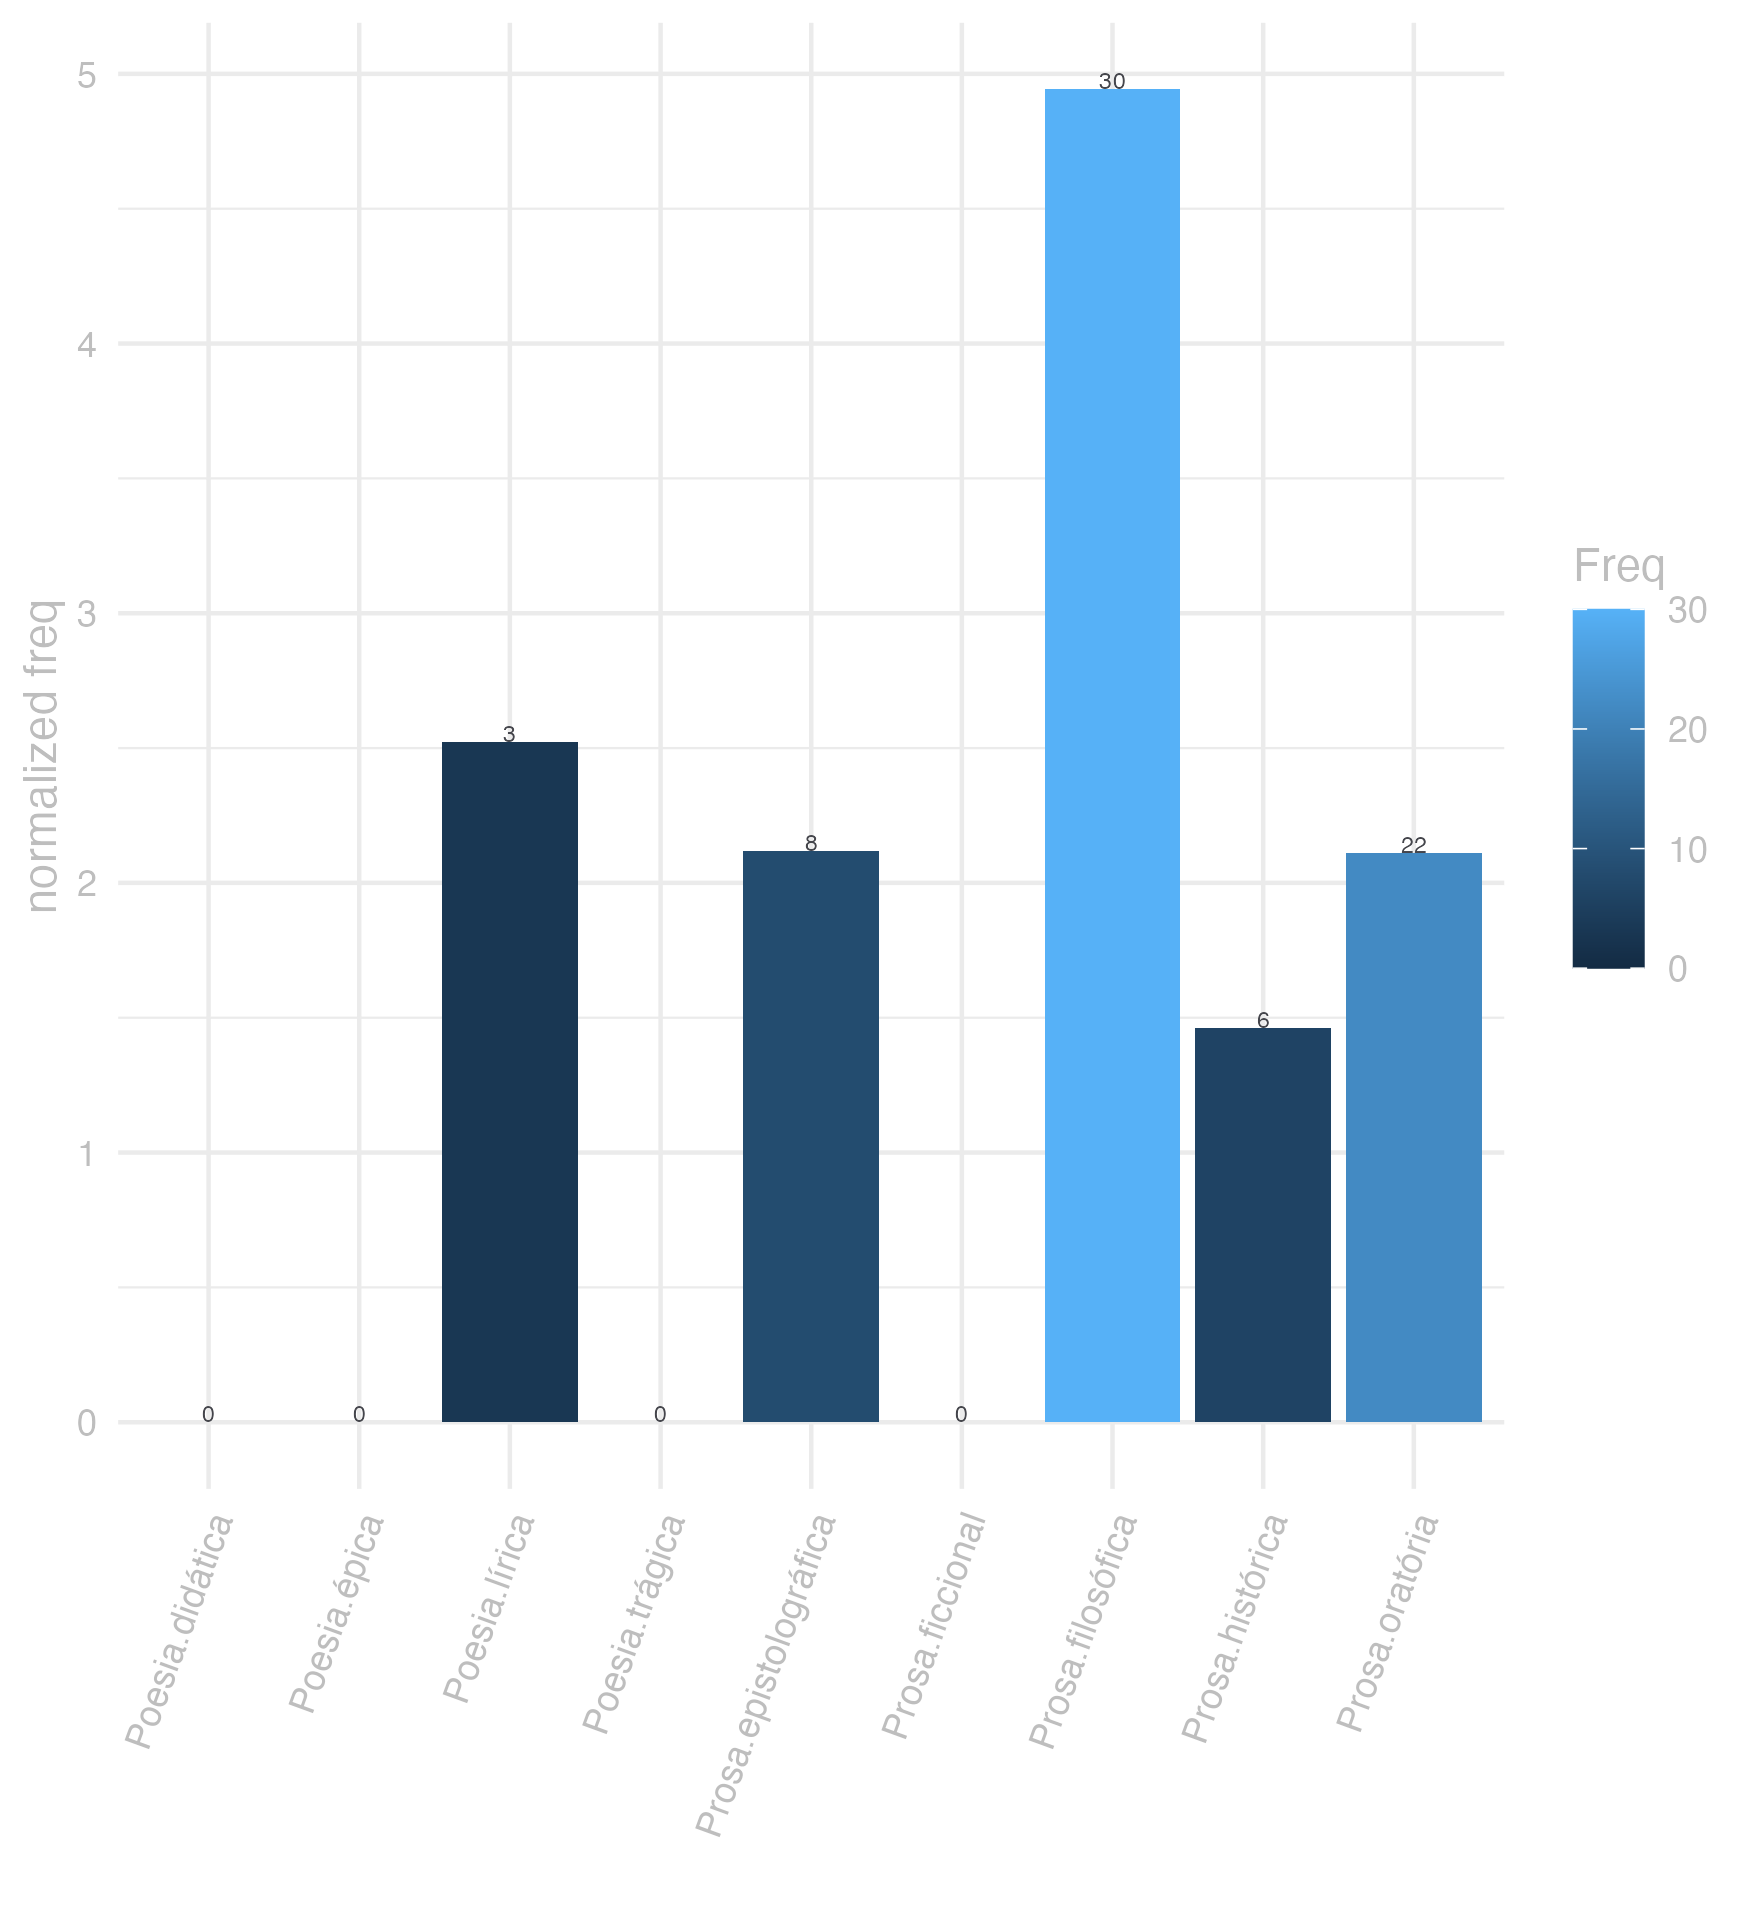 5
4
3
2
1
0
normalized freq
0
0
3
0
8
0
30
6
22
Poesia.didática
Poesia.épica
Poesia.lírica
Poesia.trágica
Prosa.epistolográfica
Prosa.ficcional
Prosa.filosófica
Prosa.histórica
Prosa.oratória
Freq
30
20
10
0